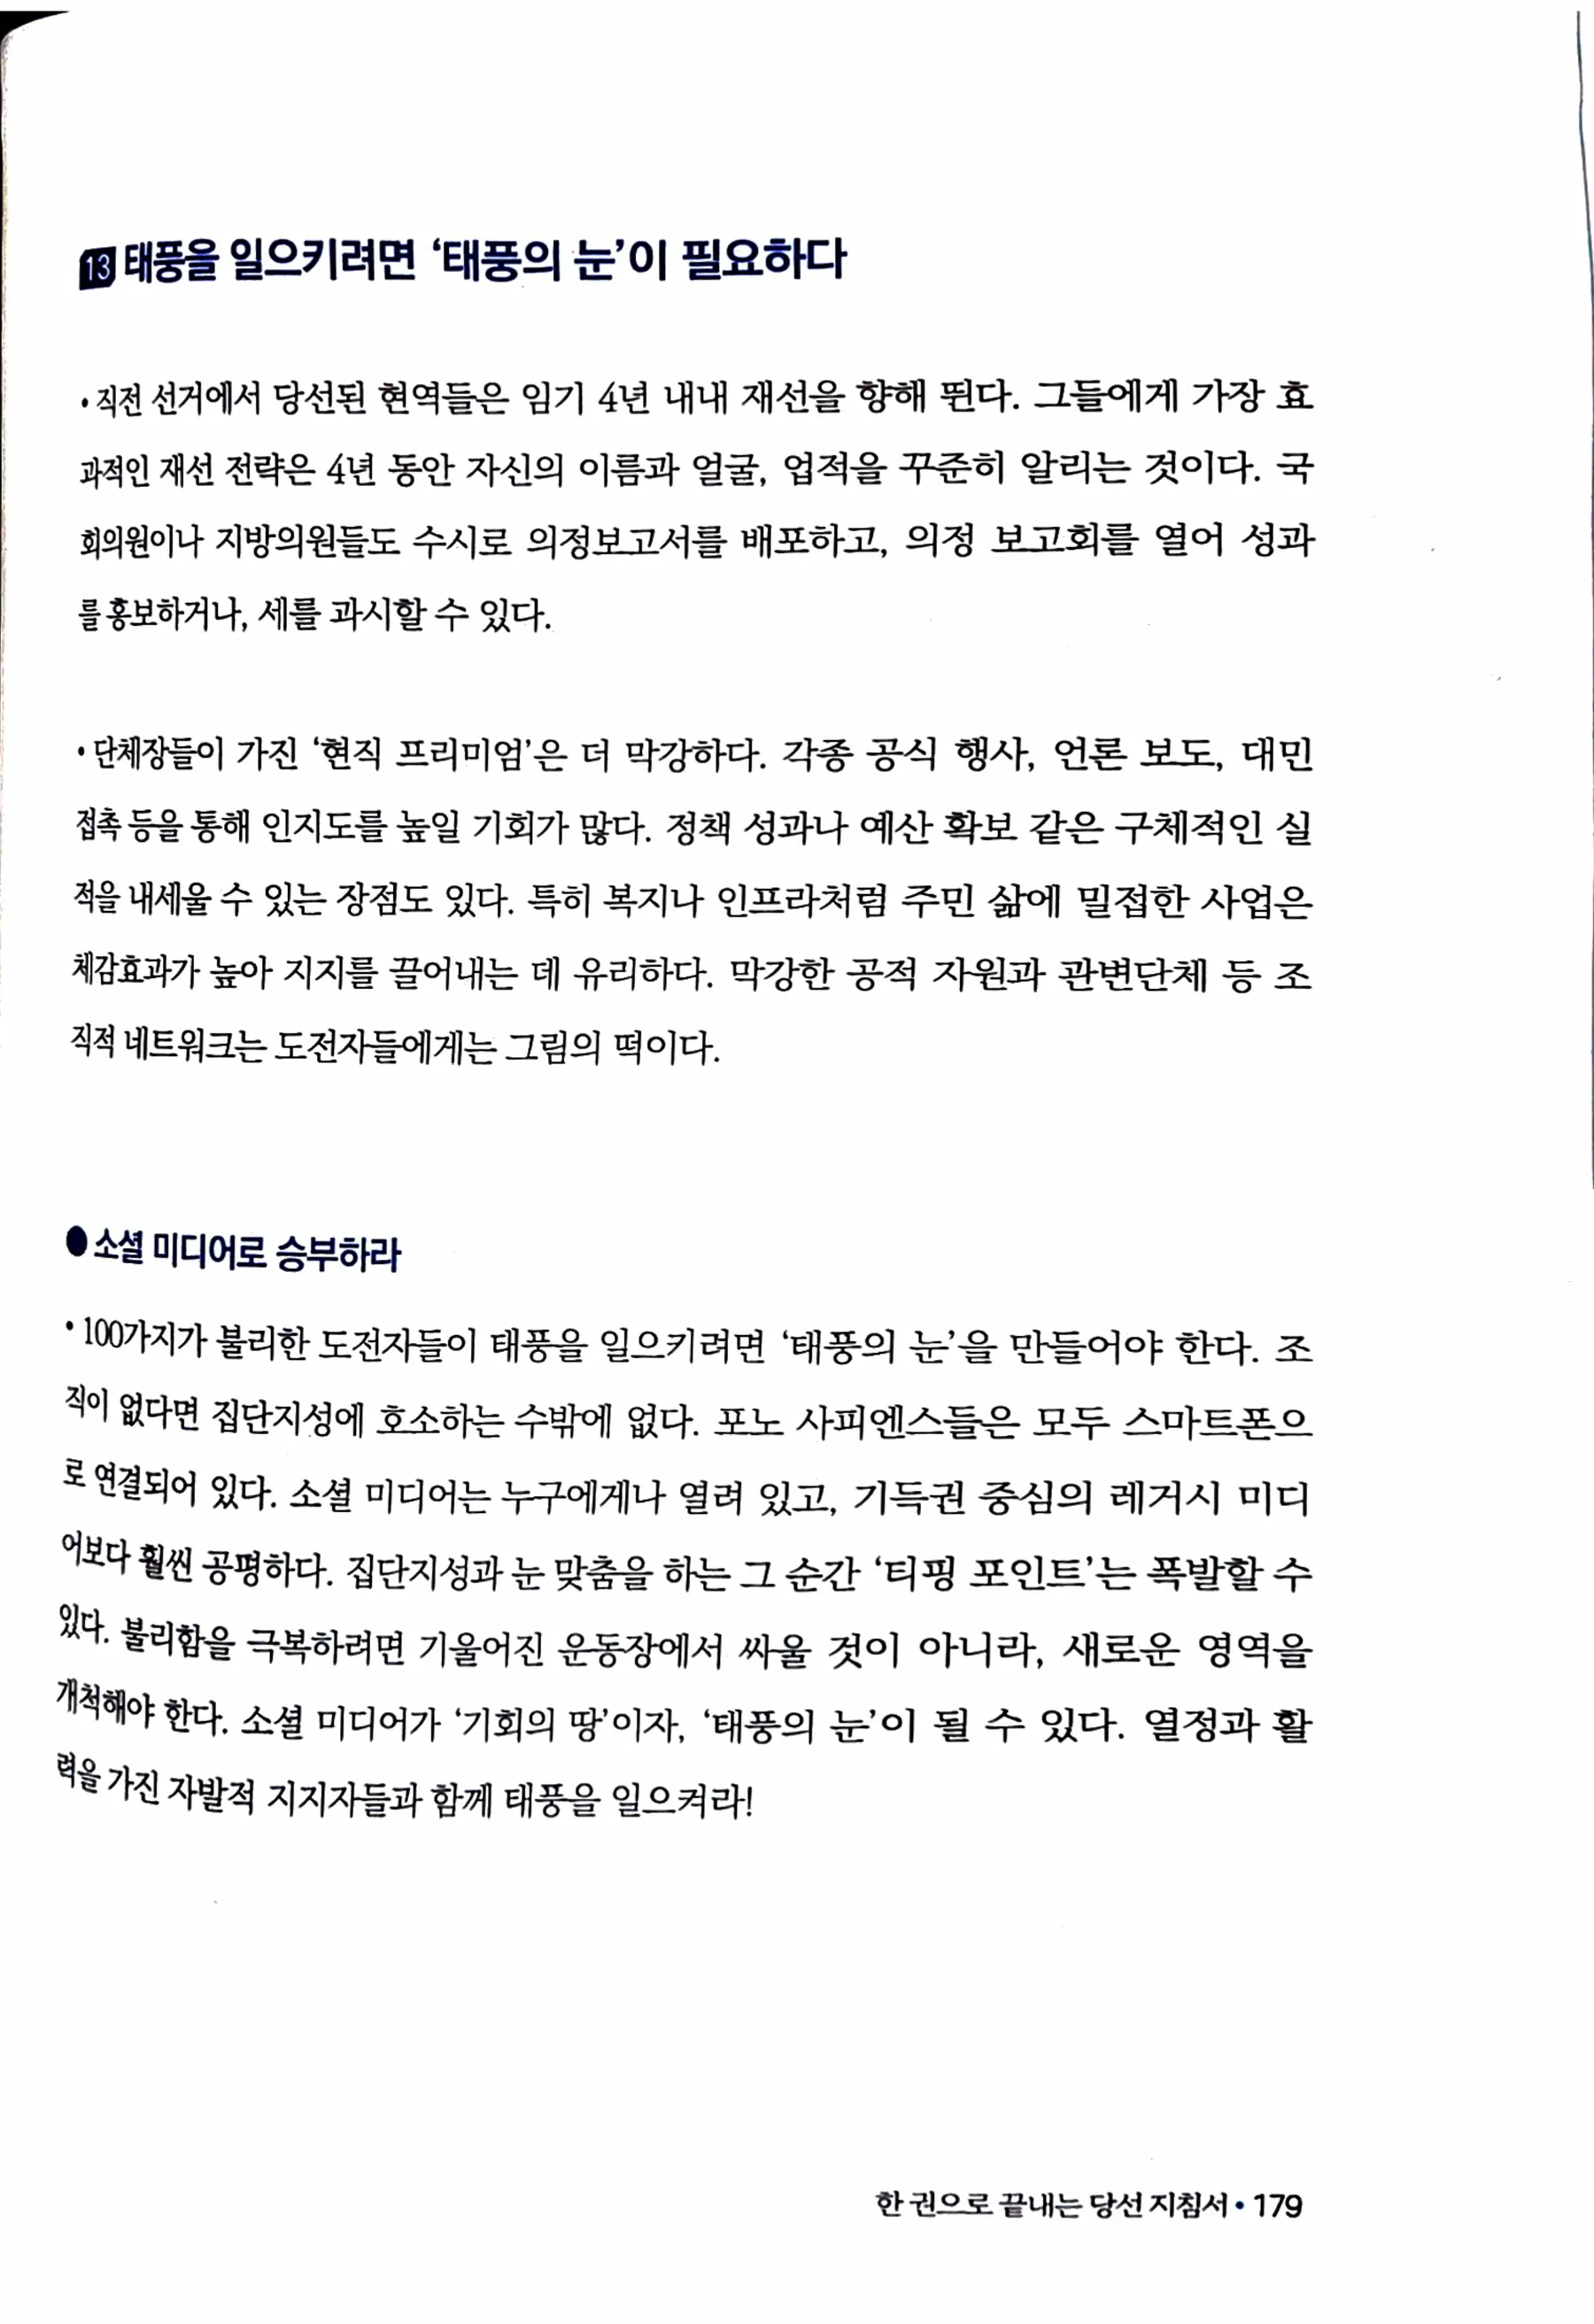 13 태풍을 일으키려면 ‘태풍의 눈’이 필요하다
• 직전 선거에서 당선된 현역들은 임기 4년 내내 재선을 향해 뛴다. 그들에게 가장 효
과적인 재선 전략은 4년 동안 자신의 이름과 얼굴, 업적을 꾸준히 알리는 것이다. 국
회의원이나 지방의원들도 수시로 의정보고서를 배포하고, 의정 보고회를 열어 성과
를 홍보하거나, 세를 과시할 수 있다.
• 단체장들이 가진 ‘현직 프리미엄’은 더 막강하다. 각종 공식 행사, 언론 보도, 대민
접촉 등을 통해 인지도를 높일 기회가 많다. 정책 성과나 예산 확보 같은 구체적인 실
적을 내세울 수 있는 장점도 있다. 특히 복지나 인프라처럼 주민 삶에 밀접한 사업은
체감효과가 높아 지지를 끌어내는 데 유리하다. 막강한 공적 자원과 관변단체 등 조
직적 네트워크는 도전자들에게는 그림의 떡이다.
● 소셜 미디어로 승부하라
• 100가지가 불리한 도전자들이 태풍을 일으키려면 ‘태풍의 눈’을 만들어야 한다. 조
직이 없다면 집단지성에 호소하는 수밖에 없다. 포노 사피엔스들은 모두 스마트폰으
로 연결되어 있다. 소셜 미디어는 누구에게나 열려 있고, 기득권 중심의 레거시 미디
어보다 훨씬 공평하다. 집단지성과 눈 맞춤을 하는 그 순간 ‘티핑 포인트’는 폭발할 수
있다. 불리함을 극복하려면 기울어진 운동장에서 싸울 것이 아니라, 새로운 영역을
개척해야 한다. 소셜 미디어가 ‘기회의 땅’이자, ‘태풍의 눈’이 될 수 있다. 열정과 활
력을 가진 자발적 지지자들과 함께 태풍을 일으켜라!
한 권으로 끝내는 당선 지침서 • 179